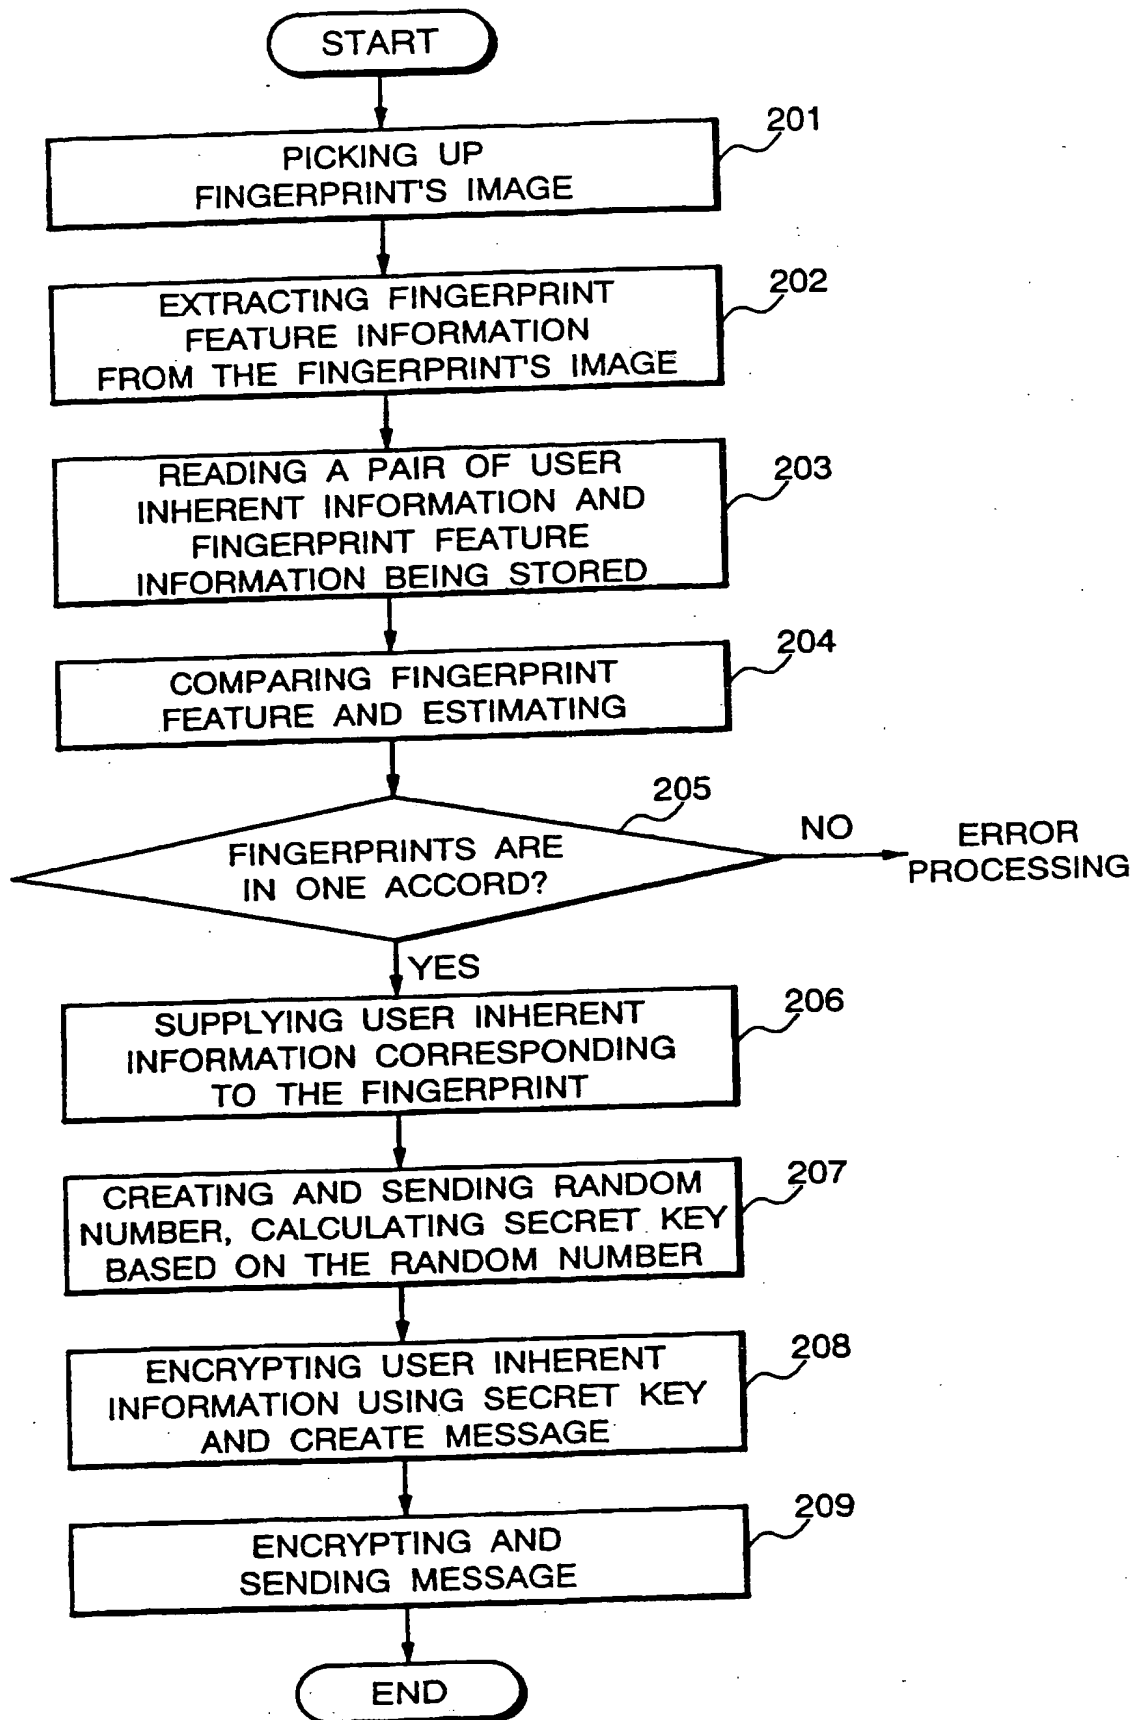 START
201
PICKING UP
FINGERPRINT'S IMAGE
202
EXTRACTING FINGERPRINT
FEATURE INFORMATION
FROM THE FINGERPRINT'S IMAGE
203
READING A PAIR OF USER
INHERENT INFORMATION AND
FINGERPRINT FEATURE
INFORMATION BEING STORED
204
COMPARING FINGERPRINT
FEATURE AND ESTIMATING
205
FINGERPRINTS ARE
IN ONE ACCORD?
NO
ERROR
PROCESSING
YES
206
SUPPLYING USER INHERENT
INFORMATION CORRESPONDING
TO THE FINGERPRINT
207
CREATING AND SENDING RANDOM
NUMBER, CALCULATING SECRET KEY
BASED ON THE RANDOM NUMBER
208
ENCRYPTING USER INHERENT
INFORMATION USING SECRET KEY
AND CREATE MESSAGE
209
ENCRYPTING AND
SENDING MESSAGE
END